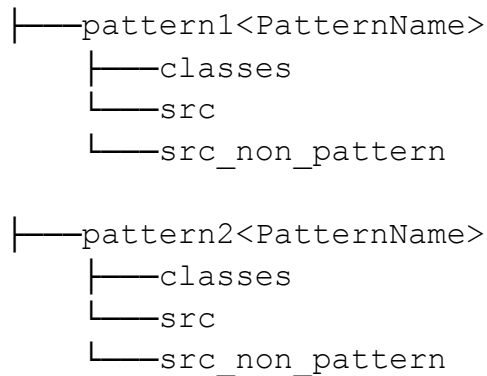 ├───pattern1<PatternName>
    ├───classes
    └───src
    └───src_non_pattern
├───pattern2<PatternName>
    ├───classes
    └───src
    └───src_non_pattern